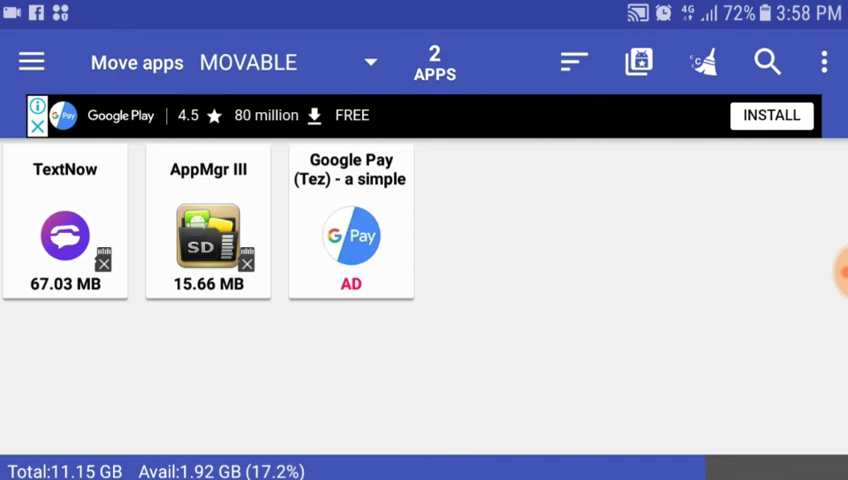 4G 72% 3:58 PM
Move apps MOVABLE 2 APPS
Google Play 4.5 80 million FREE INSTALL
G Pay
TextNow
67.03 MB
AppMgr III
SD
15.66 MB
Google Pay
(Tez) - a simple
G Pay
AD
Total:11.15 GB Avail:1.92 GB (17.2%)